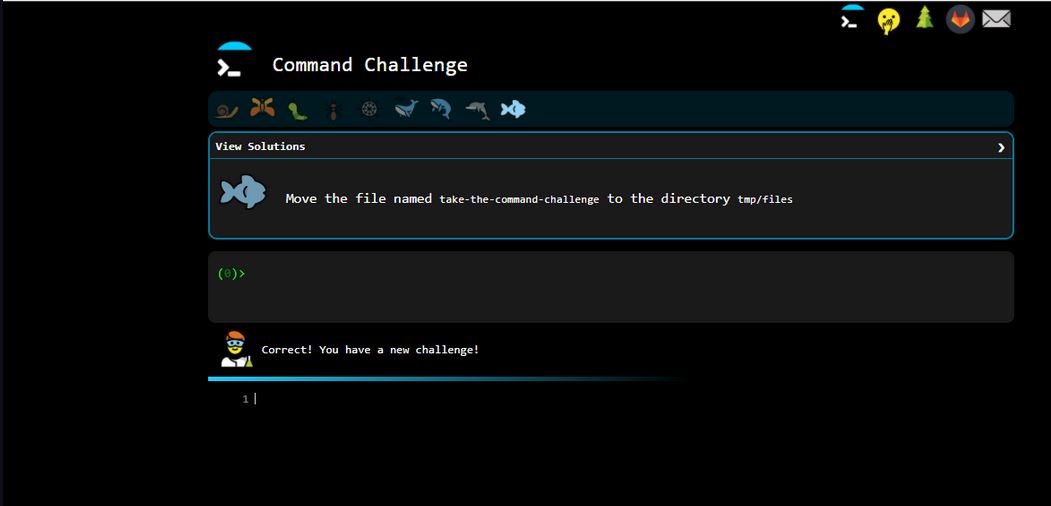 Command Challenge
View Solutions
Move the file named take-the-command-challenge to the directory tmp/files
(0)>
Correct! You have a new challenge!
1